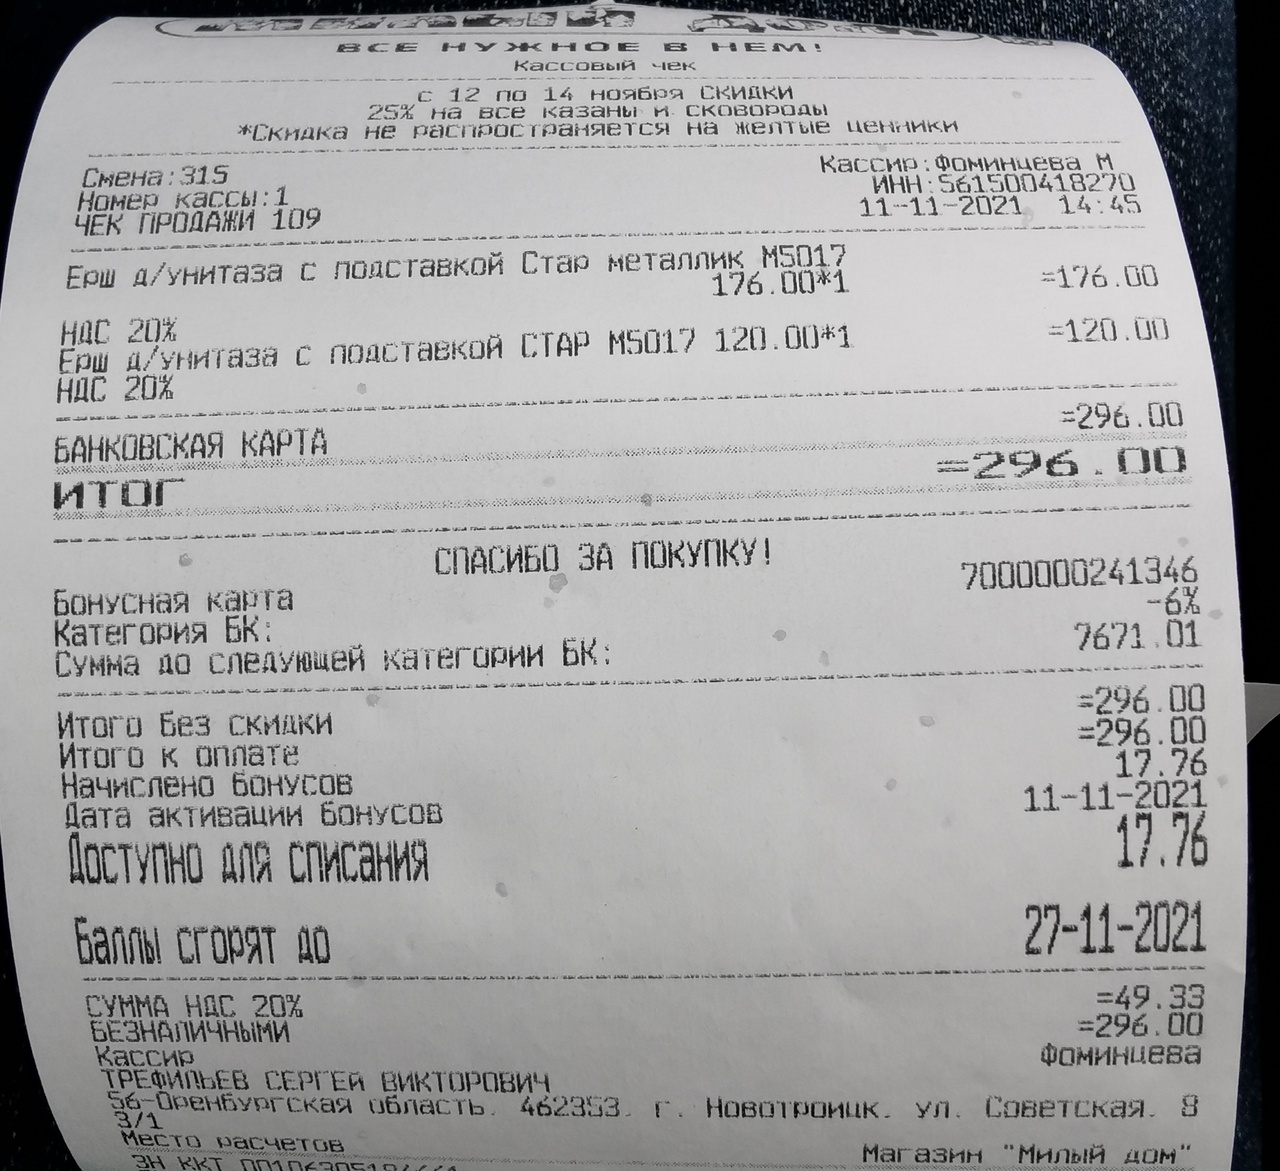 ВСЕ НУЖНОЕ В НЕМ!
Кассовый чек
с 12 по 14 ноября СКИДКИ
25% на все казаны и сковороды
*Скидка не распространяется на желтые ценники
Смена:315 Кассир:Фоминцева М
Номер кассы:1 ИНН:561500418270
ЧЕК ПРОДАЖИ 109 11-11-2021 14:45
Ерш д/унитаза с подставкой Стар металлик М5017
176.00*1 =176.00
НДС 20%
Ерш д/унитаза с подставкой СТАР М5017 120.00*1 =120.00
НДС 20%
БАНКОВСКАЯ КАРТА =296.00
ИТОГ =296.00
СПАСИБО ЗА ПОКУПКУ!
Бонусная карта 7000000241346
Категория БК: -6%
Сумма до следующей категории БК: 7671.01
Итого без скидки =296.00
Итого к оплате =296.00
Начислено бонусов 17.76
Дата активации бонусов 11-11-2021
Доступно для списания 17.76
Баллы сгорят до 27-11-2021
СУММА НДС 20% =49.33
БЕЗНАЛИЧНЫМИ =296.00
Кассир Фоминцева
ТРЕФИЛЬЕВ СЕРГЕЙ ВИКТОРОВИЧ
56-Оренбургская область. 462353. г. Новотроицк. ул. Советская. 8
3/1
Место расчетов Магазин "Милый дом"
ЗН ККТ